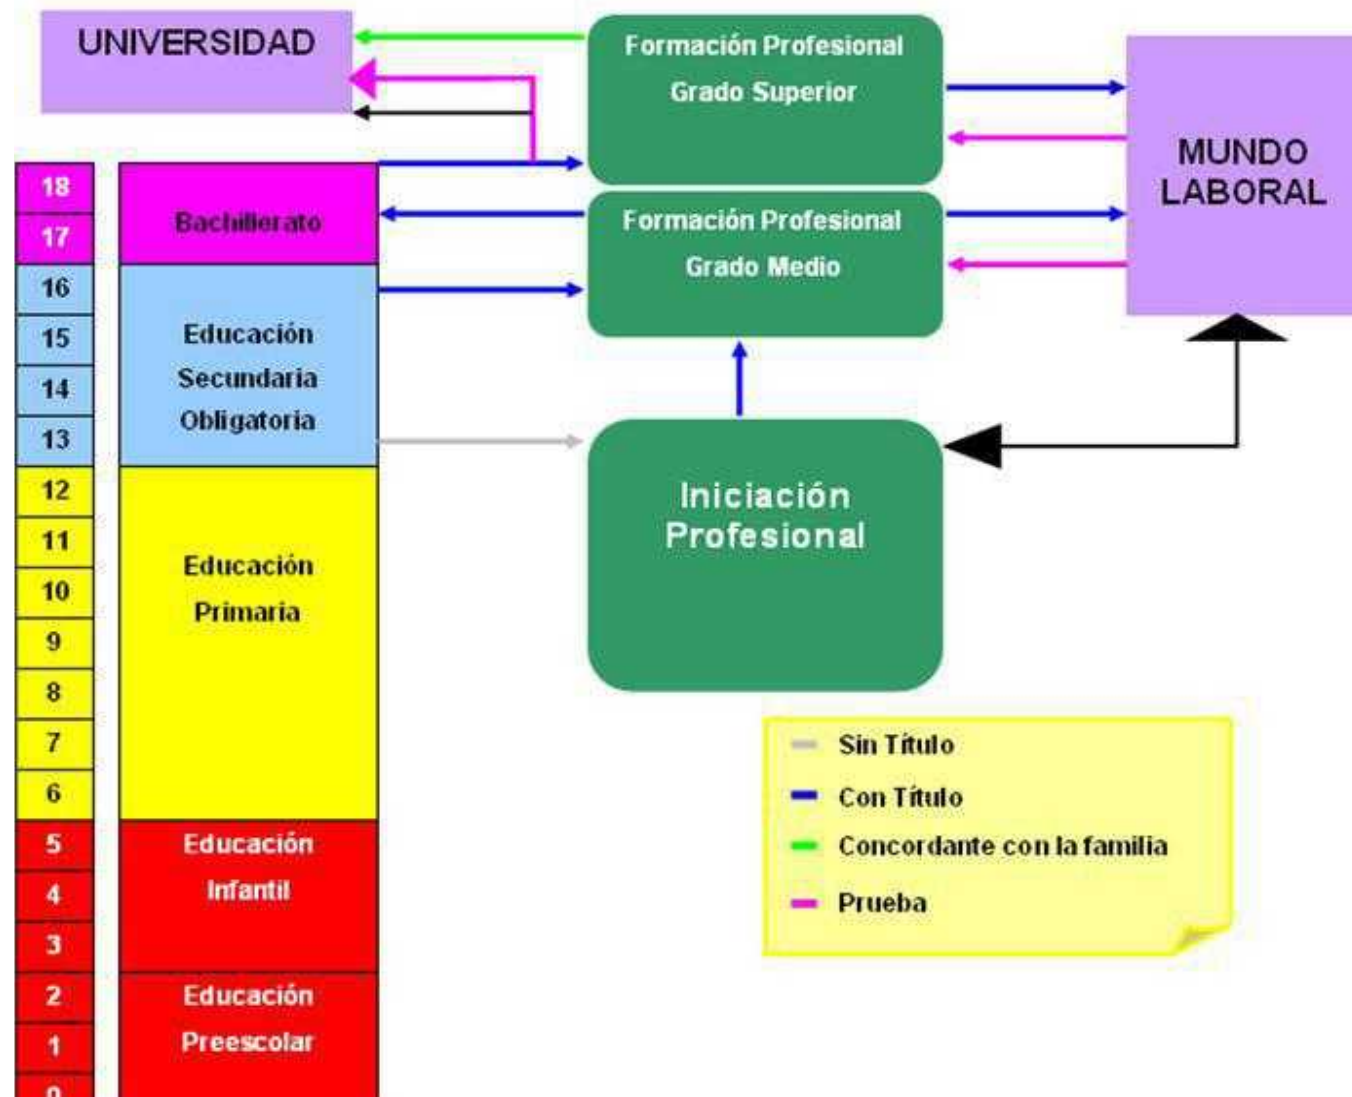 UNIVERSIDAD
Formación Profesional
Grado Superior
MUNDO
LABORAL
18
17
Bachillerato
Formación Profesional
Grado Medio
16
15
14
13
Educación
Secundaria
Obligatoria
Iniciación
Profesional
12
11
10
9
8
7
6
Educación
Primaria
Sin Título
Con Título
Concordante con la familia
Prueba
5
4
3
Educación
Infantil
2
1
0
Educación
Preescolar